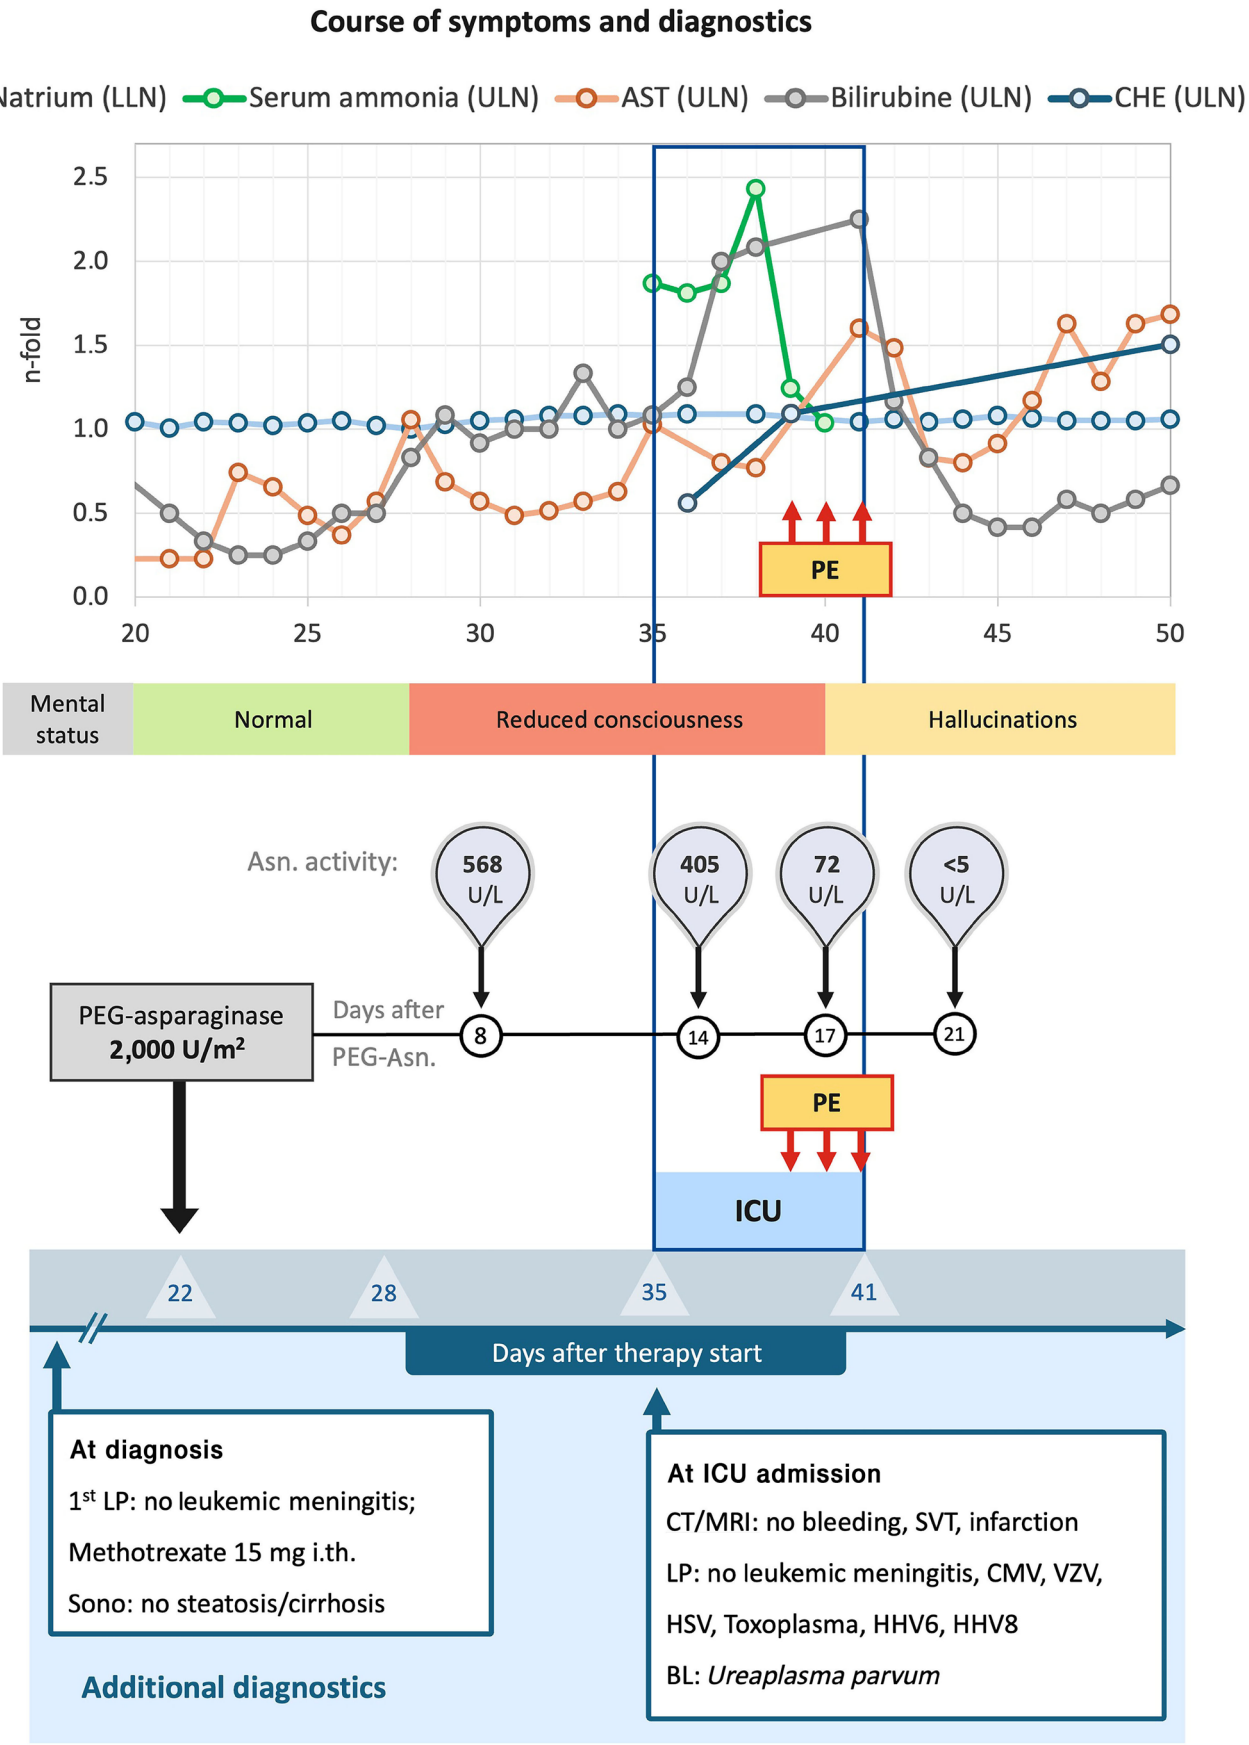 Course of symptoms and diagnostics
Natrium (LLN) Serum ammonia (ULN) AST (ULN) Bilirubine (ULN) CHE (ULN)
n-fold
2.5
2.0
1.5
1.0
0.5
0.0
PE
20 25 30 35 40 45 50
Mental
status
Normal
Reduced consciousness
Hallucinations
Asn. activity:
568
U/L
405
U/L
72
U/L
<5
U/L
PEG-asparaginase
2,000 U/m²
Days after
PEG-Asn.
8 14 17 21
PE
ICU
22 28 35 41
Days after therapy start
At diagnosis
1st LP: no leukemic meningitis;
Methotrexate 15 mg i.th.
Sono: no steatosis/cirrhosis
Additional diagnostics
At ICU admission
CT/MRI: no bleeding, SVT, infarction
LP: no leukemic meningitis, CMV, VZV,
HSV, Toxoplasma, HHV6, HHV8
BL: Ureaplasma parvum